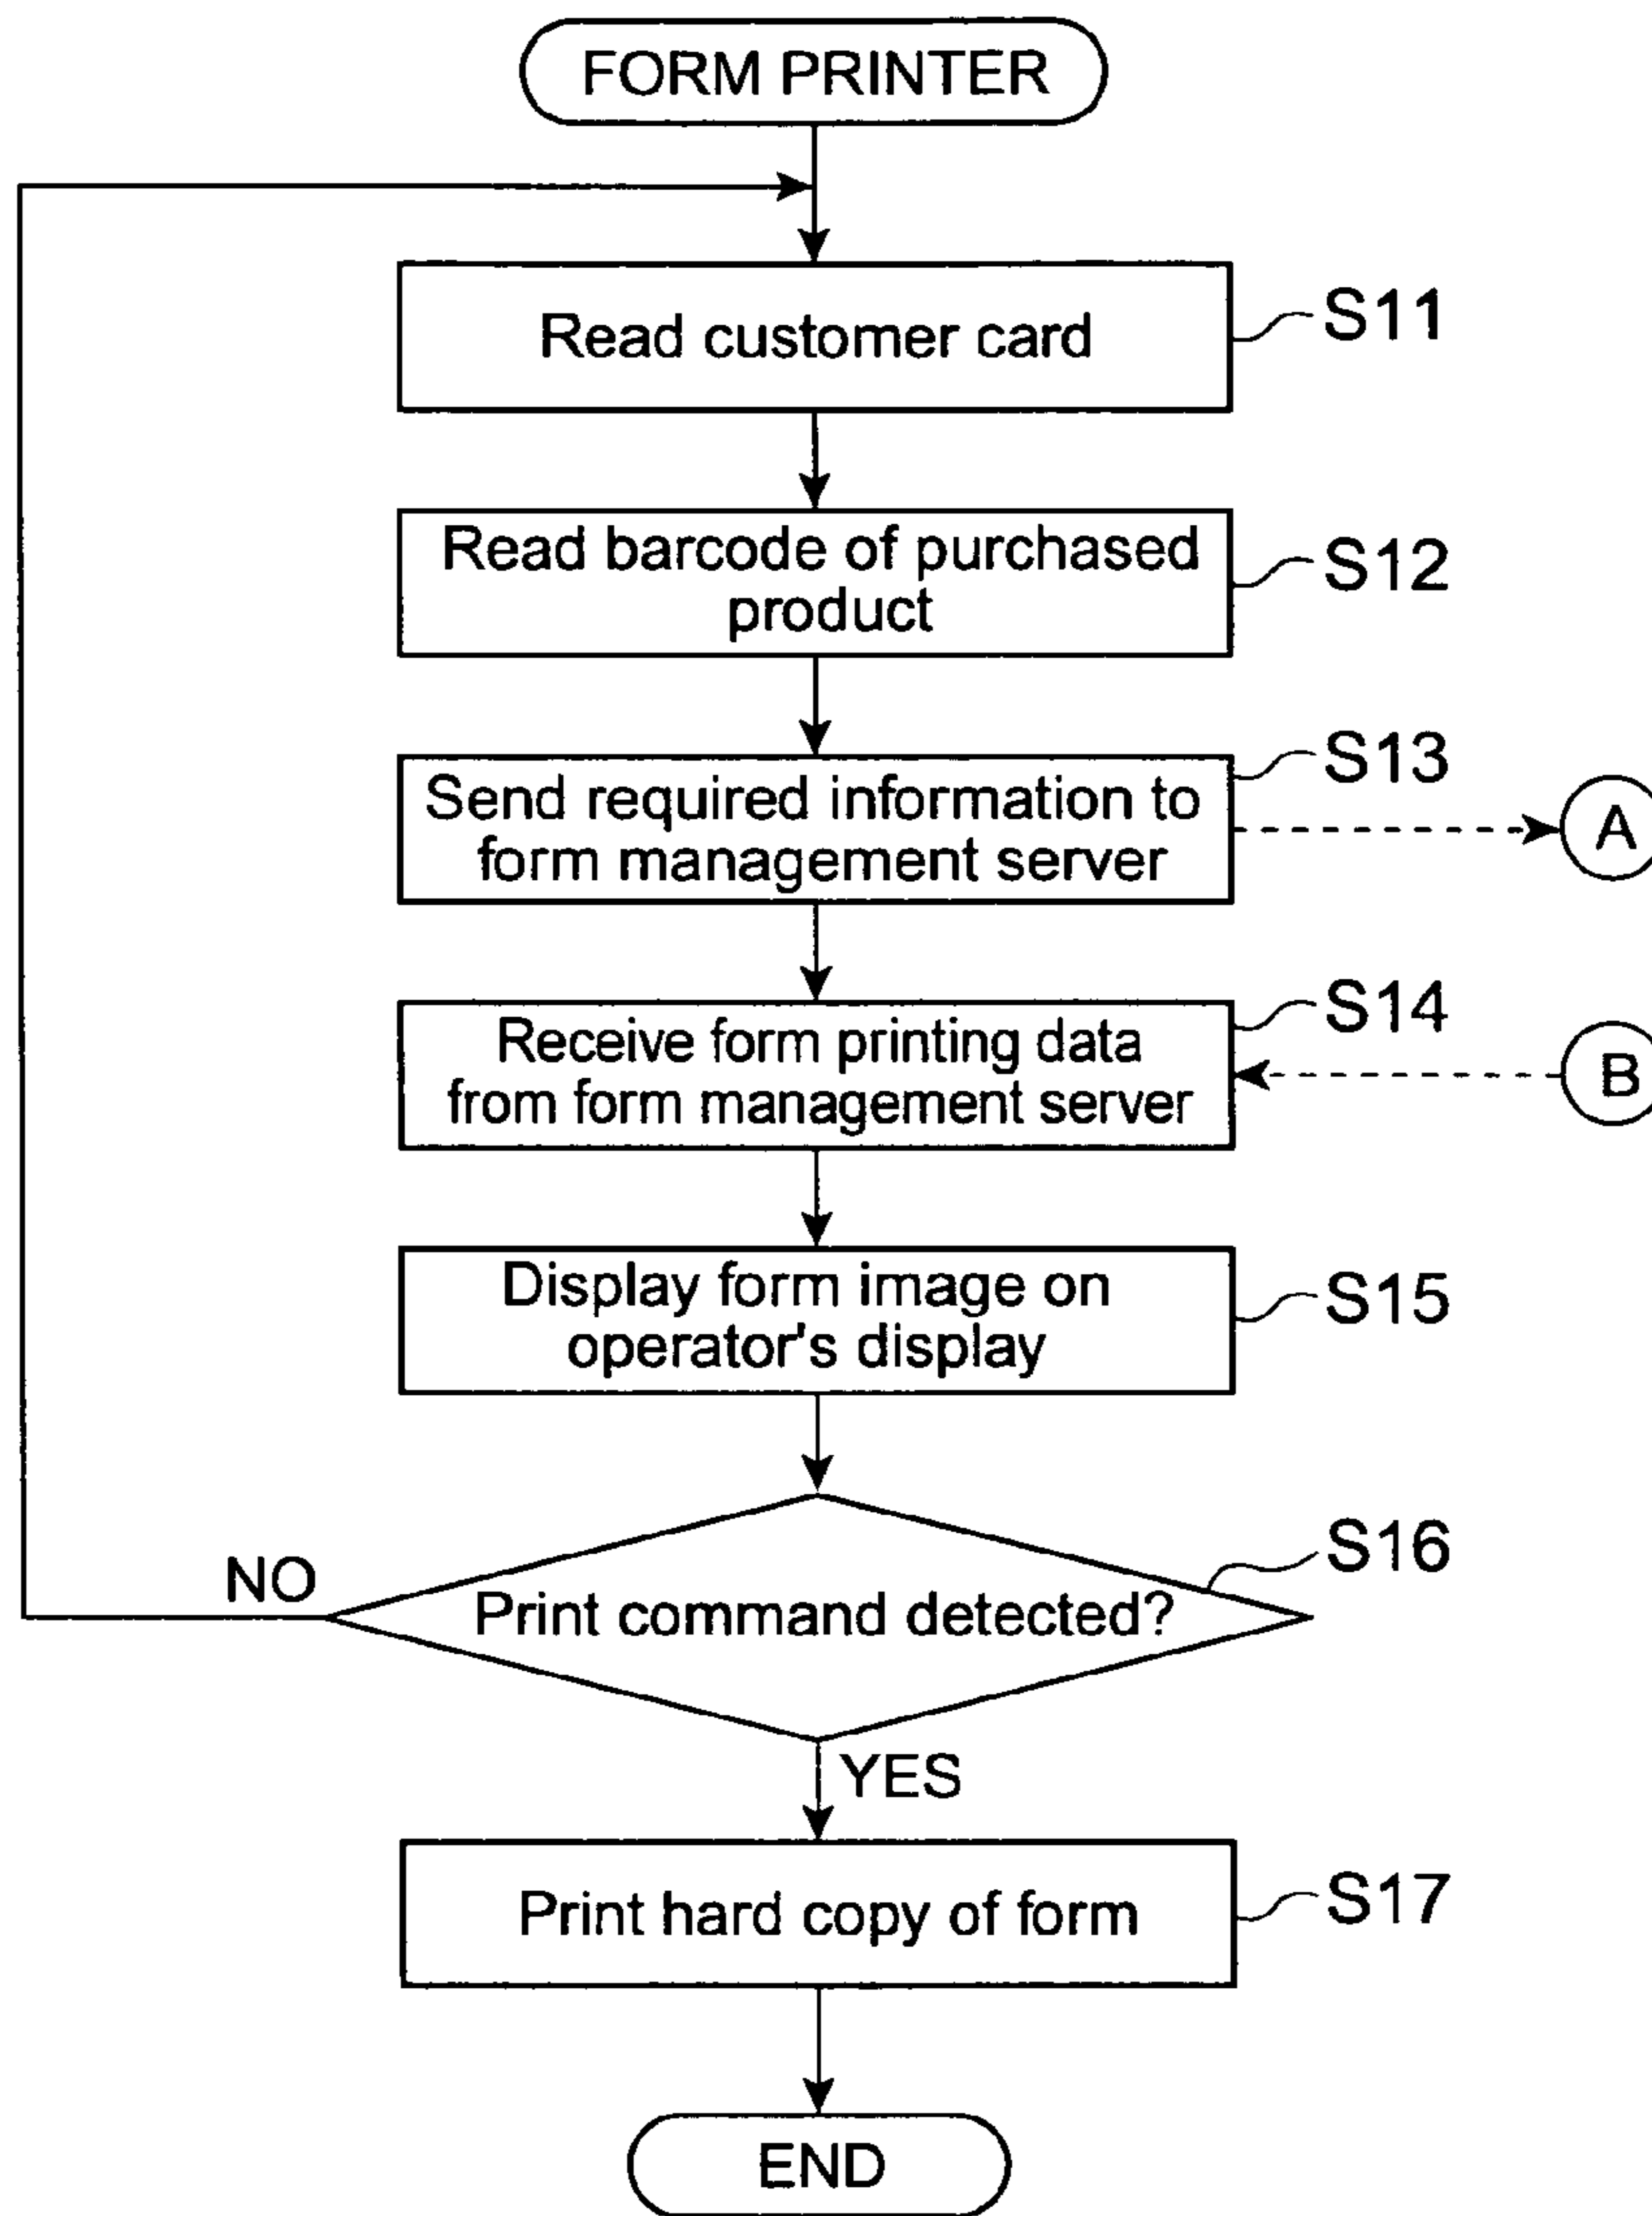 FORM PRINTER
Read customer card
S11
Read barcode of purchased
product
S12
Send required information to
form management server
S13
A
Receive form printing data
from form management server
S14
B
Display form image on
operator's display
S15
Print command detected?
S16
NO
YES
Print hard copy of form
S17
END